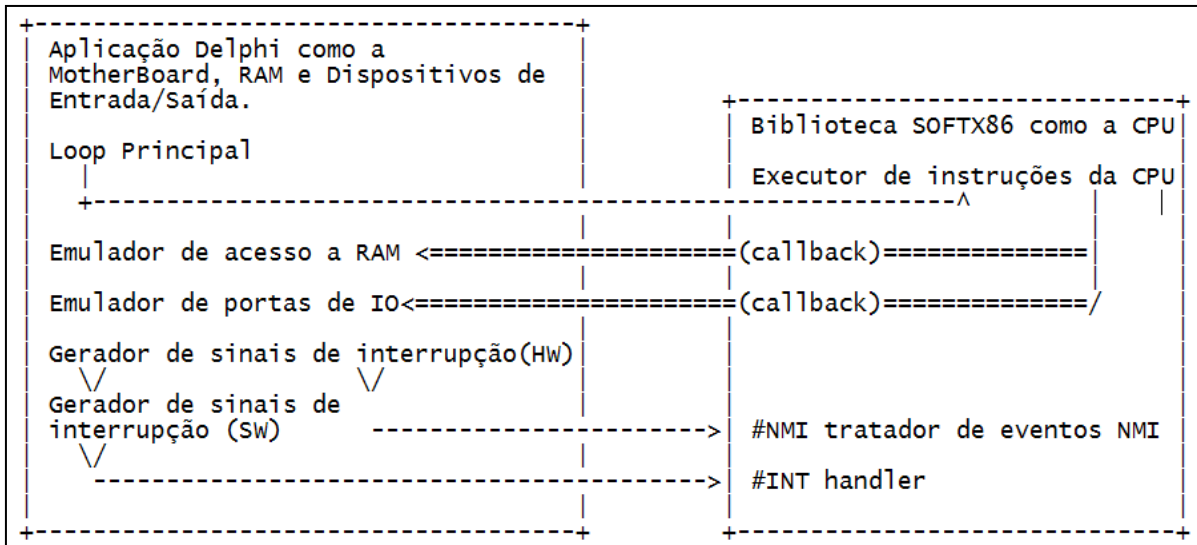 Aplicação Delphi como a
MotherBoard, RAM e Dispositivos de
Entrada/Saída.
Biblioteca SOFTX86 como a CPU
Loop Principal
Executor de instruções da CPU
Emulador de acesso a RAM <=====================(callback)==============
Emulador de portas de IO<======================(callback)==============/
Gerador de sinais de interrupção(HW)
Gerador de sinais de
interrupção (SW) ----------------------->| #NMI tratador de eventos NMI
------------------------------------------>| #INT handler